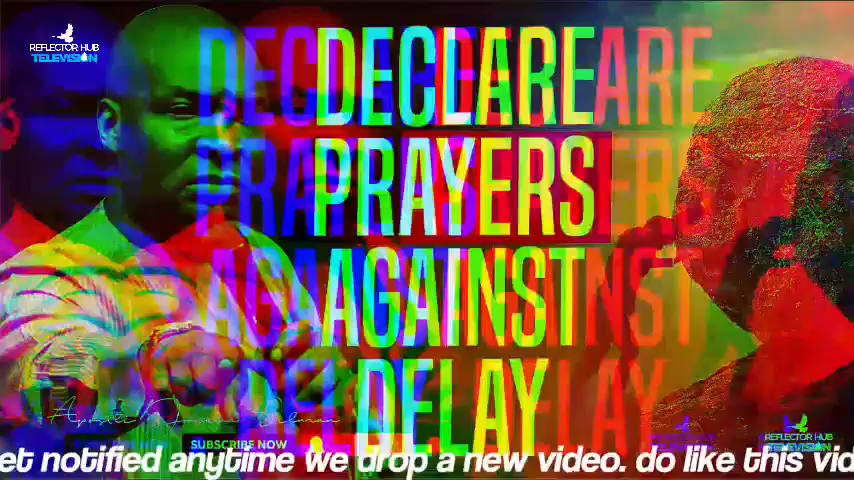 REFLECTOR HUB
TELEVISION
DECLARE
PRAYERS
AGAINST
DELAY
SUBSCRIBE NOW
REFLECTOR HUB
TELEVISION
et notified anytime we drop a new video. do like this vid